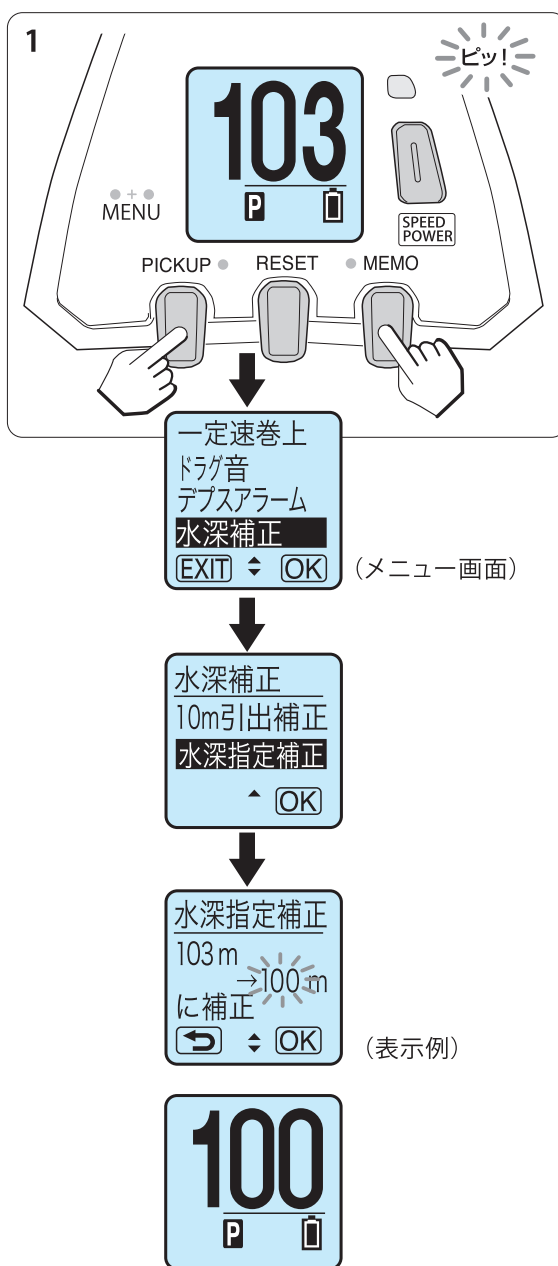 1
ピッ!
103
P
● + ●
MENU
SPEED
POWER
PICKUP ● RESET ● MEMO
一定速巻上
ドラグ音
デプスアラーム
水深補正
EXIT OK
（メニュー画面）
水深補正
10m引出補正
水深指定補正
OK
水深指定補正
103m
→100m
に補正
OK
（表示例）
100
P